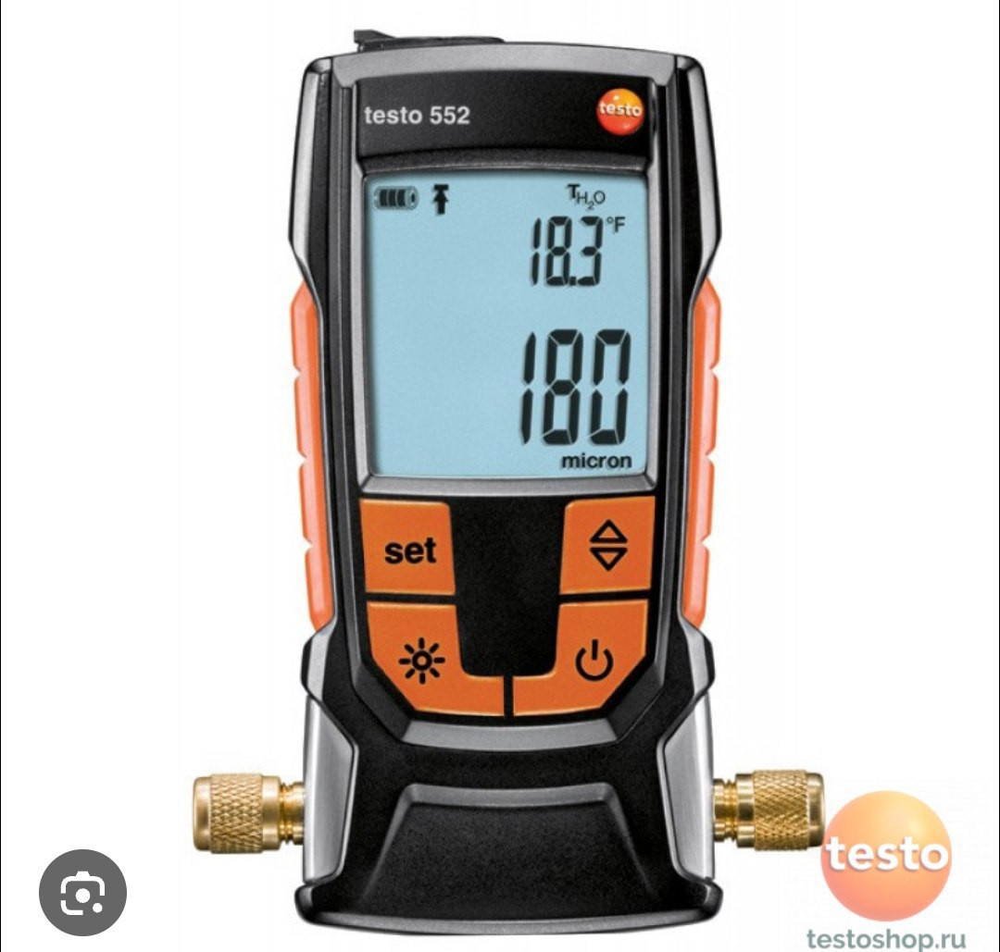 testo 552
testo
TH₂O
18.3 °F
180
micron
set
testo
testoshop.ru